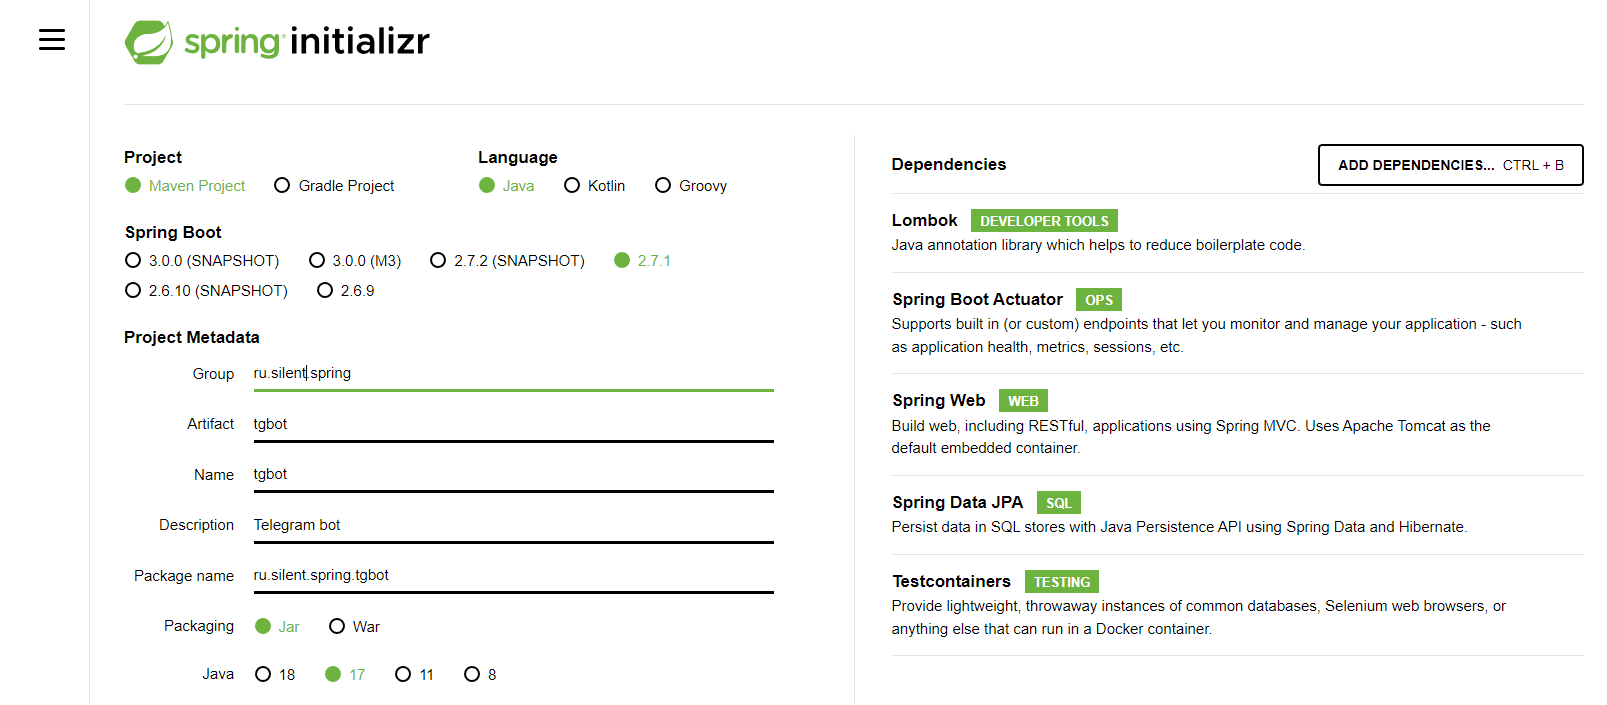 spring initializr
Project
Maven Project Gradle Project
Language
Java Kotlin Groovy
Spring Boot
3.0.0 (SNAPSHOT) 3.0.0 (M3) 2.7.2 (SNAPSHOT) 2.7.1
2.6.10 (SNAPSHOT) 2.6.9
Project Metadata
Group ru.silent.spring
Artifact tgbot
Name tgbot
Description Telegram bot
Package name ru.silent.spring.tgbot
Packaging Jar War
Java 18 17 11 8
Dependencies
ADD DEPENDENCIES... CTRL + B
Lombok DEVELOPER TOOLS
Java annotation library which helps to reduce boilerplate code.
Spring Boot Actuator OPS
Supports built in (or custom) endpoints that let you monitor and manage your application - such
as application health, metrics, sessions, etc.
Spring Web WEB
Build web, including RESTful, applications using Spring MVC. Uses Apache Tomcat as the
default embedded container.
Spring Data JPA SQL
Persist data in SQL stores with Java Persistence API using Spring Data and Hibernate.
Testcontainers TESTING
Provide lightweight, throwaway instances of common databases, Selenium web browsers, or
anything else that can run in a Docker container.